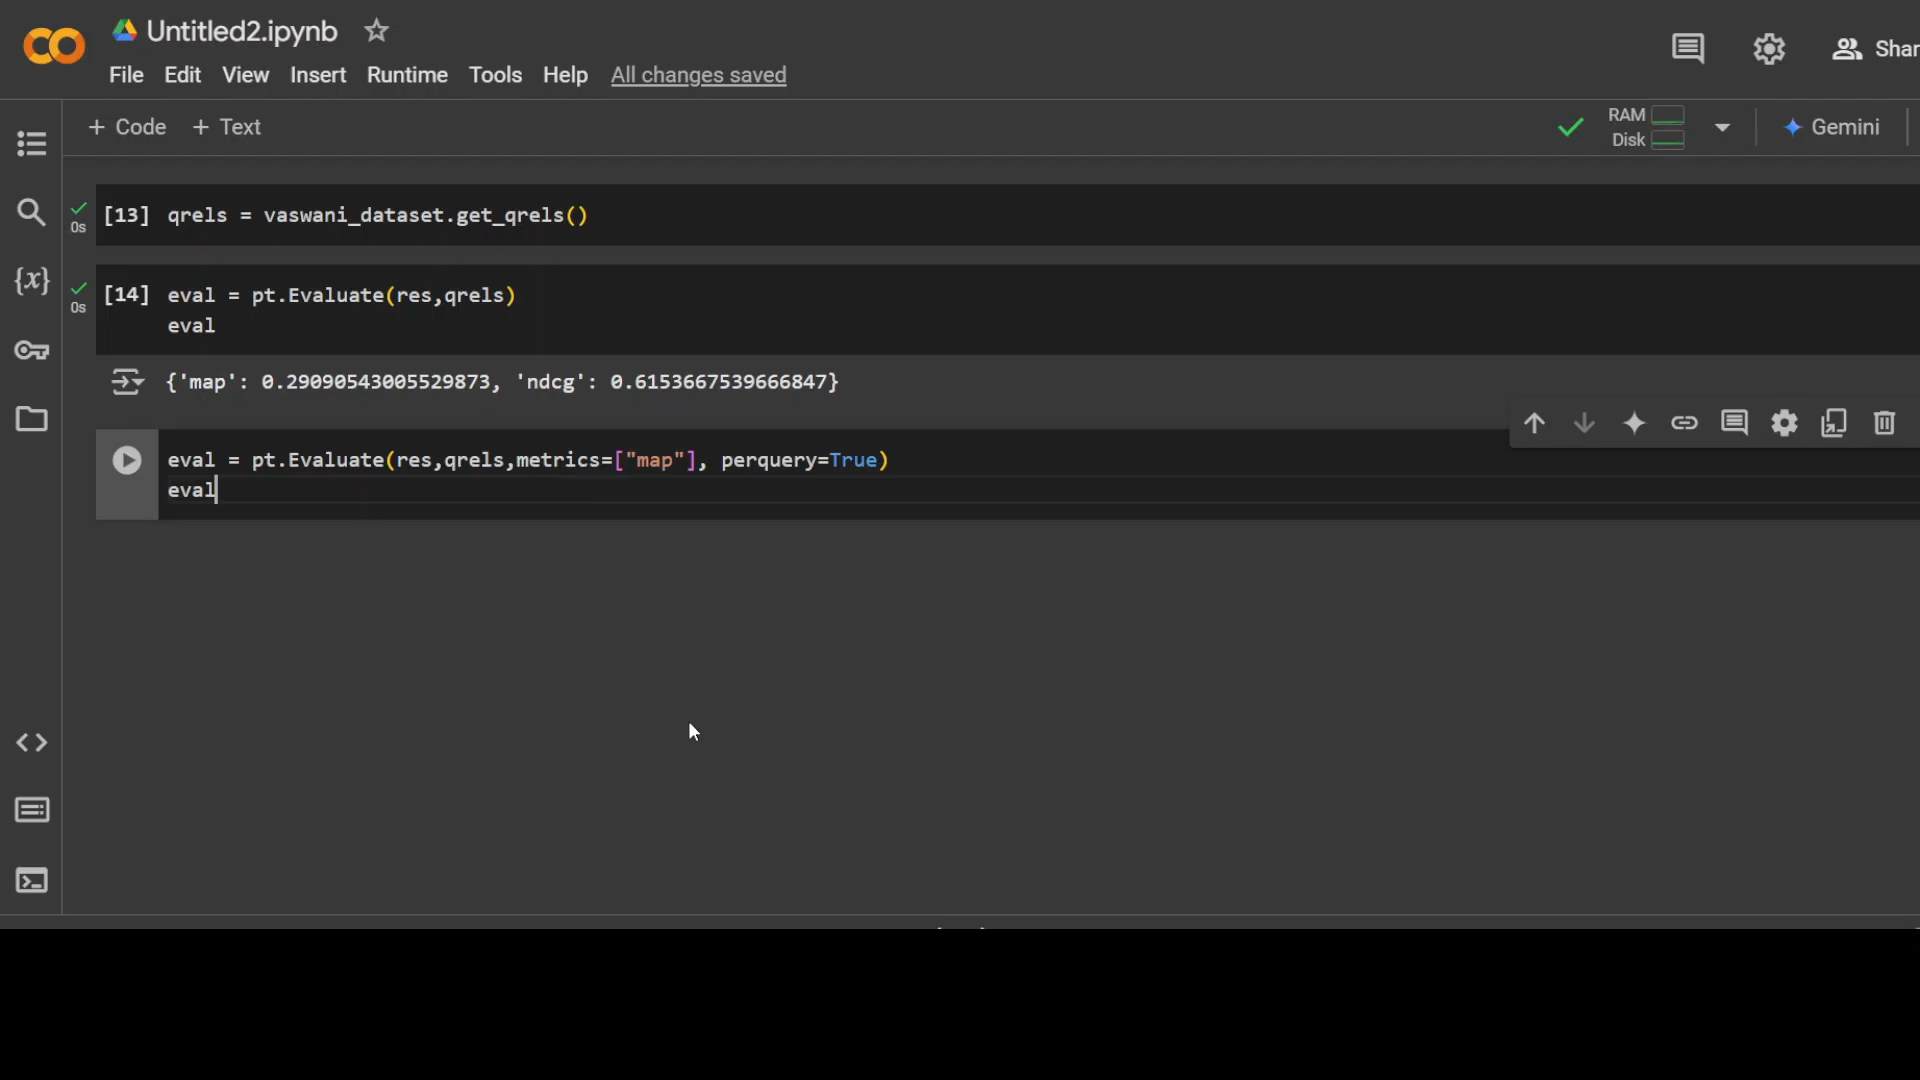 Untitled2.ipynb
File Edit View Insert Runtime Tools Help All changes saved
Shar
+ Code + Text
RAM
Disk
Gemini
0s
[13] qrels = vaswani_dataset.get_qrels()
{x}
0s
[14] eval = pt.Evaluate(res,qrels)
eval
{'map': 0.29090543005529873, 'ndcg': 0.6153667539666847}
eval = pt.Evaluate(res,qrels,metrics=["map"], perquery=True)
eval